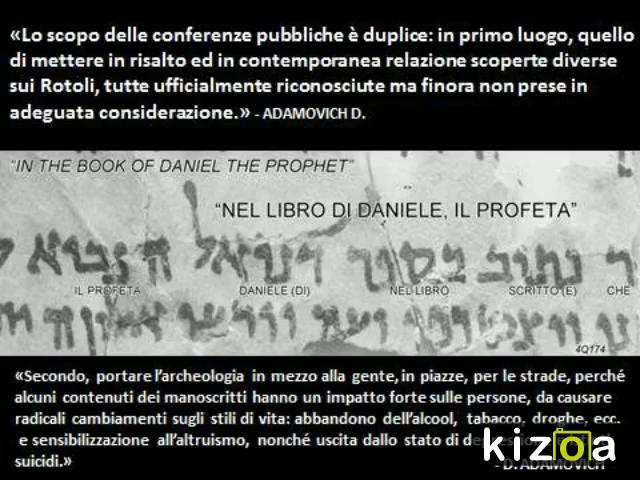 «Lo scopo delle conferenze pubbliche è duplice: in primo luogo, quello
di mettere in risalto ed in contemporanea relazione scoperte diverse
sui Rotoli, tutte ufficialmente riconosciute ma finora non prese in
adeguata considerazione.» - ADAMOVICH D.
"IN THE BOOK OF DANIEL THE PROPHET"
"NEL LIBRO DI DANIELE, IL PROFETA"
כתוב בספר דניאל הנביא
IL PROFETA DANIELE (DI) NEL LIBRO SCRITTO (E) CHE
4Q174
«Secondo, portare l'archeologia in mezzo alla gente, in piazze, per le strade, perché
alcuni contenuti dei manoscritti hanno un impatto forte sulle persone, da causare
radicali cambiamenti sugli stili di vita: abbandono dell'alcool, tabacco, droghe, ecc.
e sensibilizzazione all'altruismo, nonché uscita dallo stato di
suicidi.»
- D. ADAMOVICH
kizoa